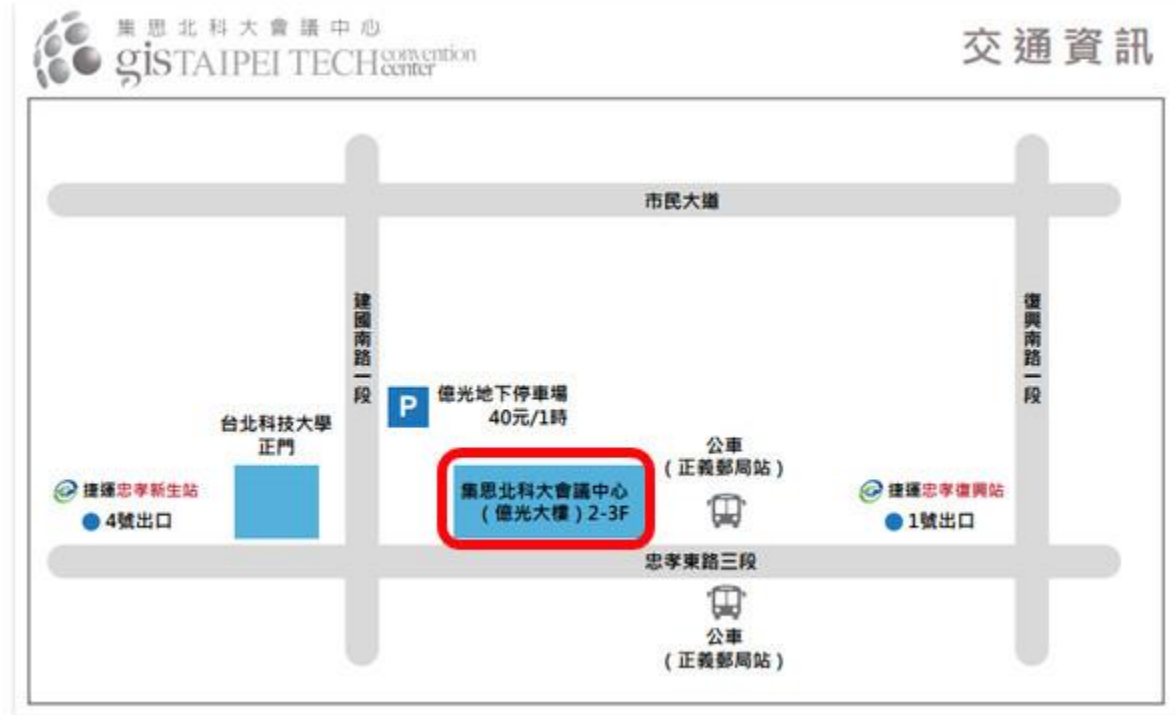 集思北科大會議中心
gisTAIPEI TECH convention center
交通資訊
市民大道
建國南路一段
復興南路一段
P
億光地下停車場
40元/1時
台北科技大學
正門
公車
(正義郵局站)
捷運忠孝新生站
4號出口
集思北科大會議中心
(億光大樓)2-3F
捷運忠孝復興站
1號出口
忠孝東路三段
公車
(正義郵局站)